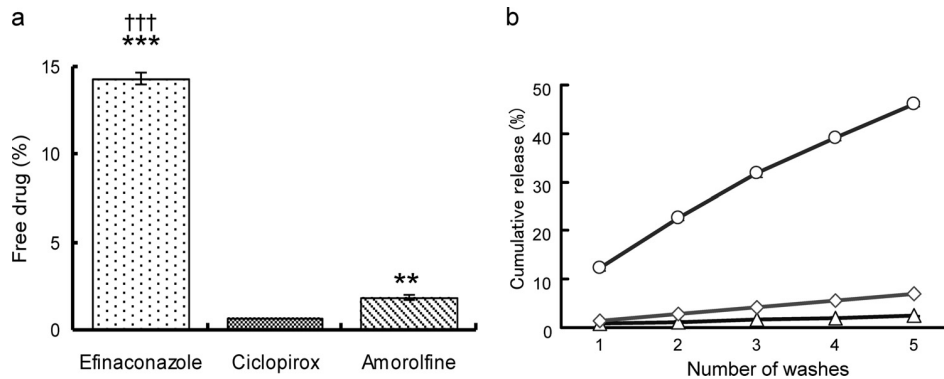 a
†††
***
15
10
5
0
Free drug (%)
**
Efinaconazole Ciclopirox Amorolfine
b
50
40
30
20
10
0
Cumulative release (%)
1 2 3 4 5
Number of washes